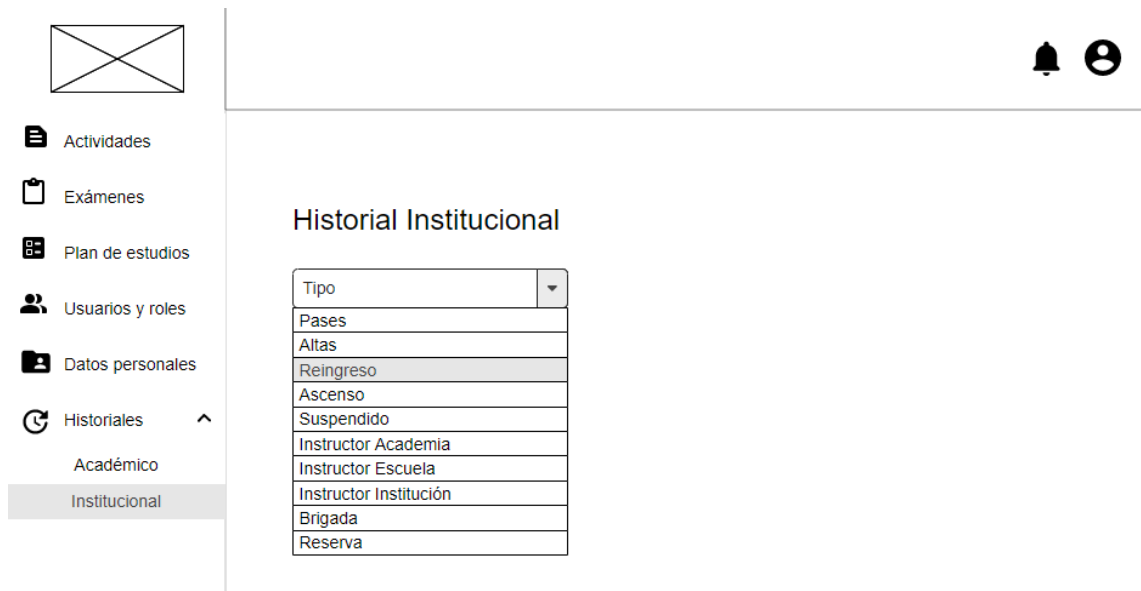 Actividades
Exámenes
Plan de estudios
Usuarios y roles
Datos personales
Historiales
Académico
Institucional
Historial Institucional
Tipo
Pases
Altas
Reingreso
Ascenso
Suspendido
Instructor Academia
Instructor Escuela
Instructor Institución
Brigada
Reserva